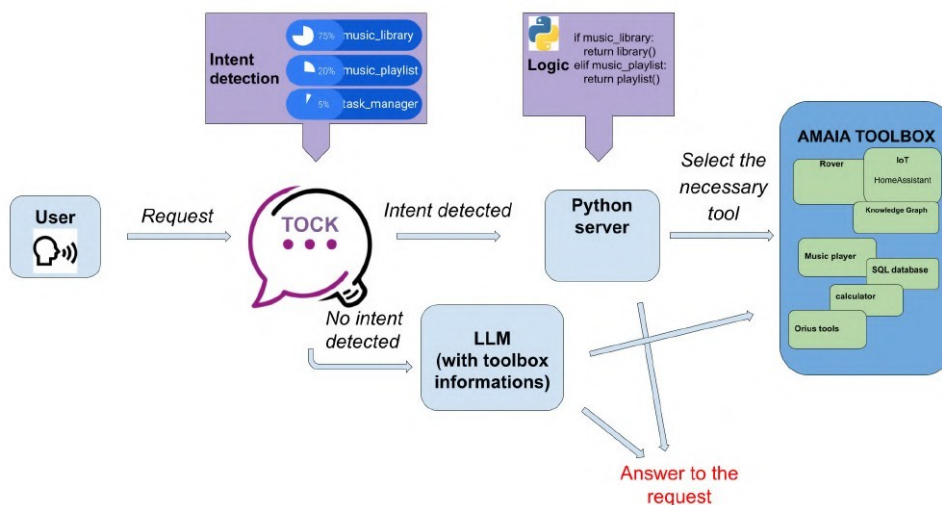 Intent
detection
75% music_library
20% music_playlist
5% task_manager
Logic
if music_library:
return library()
elif music_playlist:
return playlist()
User
Request
TOCK
Intent detected
Python
server
Select the
necessary
tool
AMAIA TOOLBOX
Rover
IoT
HomeAssistant
Knowledge Graph
Music player
SQL database
calculator
Orius tools
No intent
detected
LLM
(with toolbox
informations)
Answer to the
request